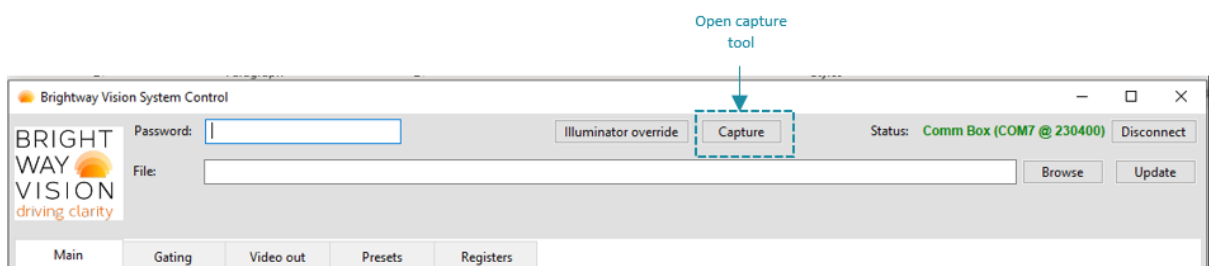 Open capture
tool
Brightway Vision System Control
BRIGHT
WAY
VISION
driving clarity
Password:
Illuminator override
Capture
Status: Comm Box (COM7 @ 230400)
Disconnect
File:
Browse
Update
Main
Gating
Video out
Presets
Registers